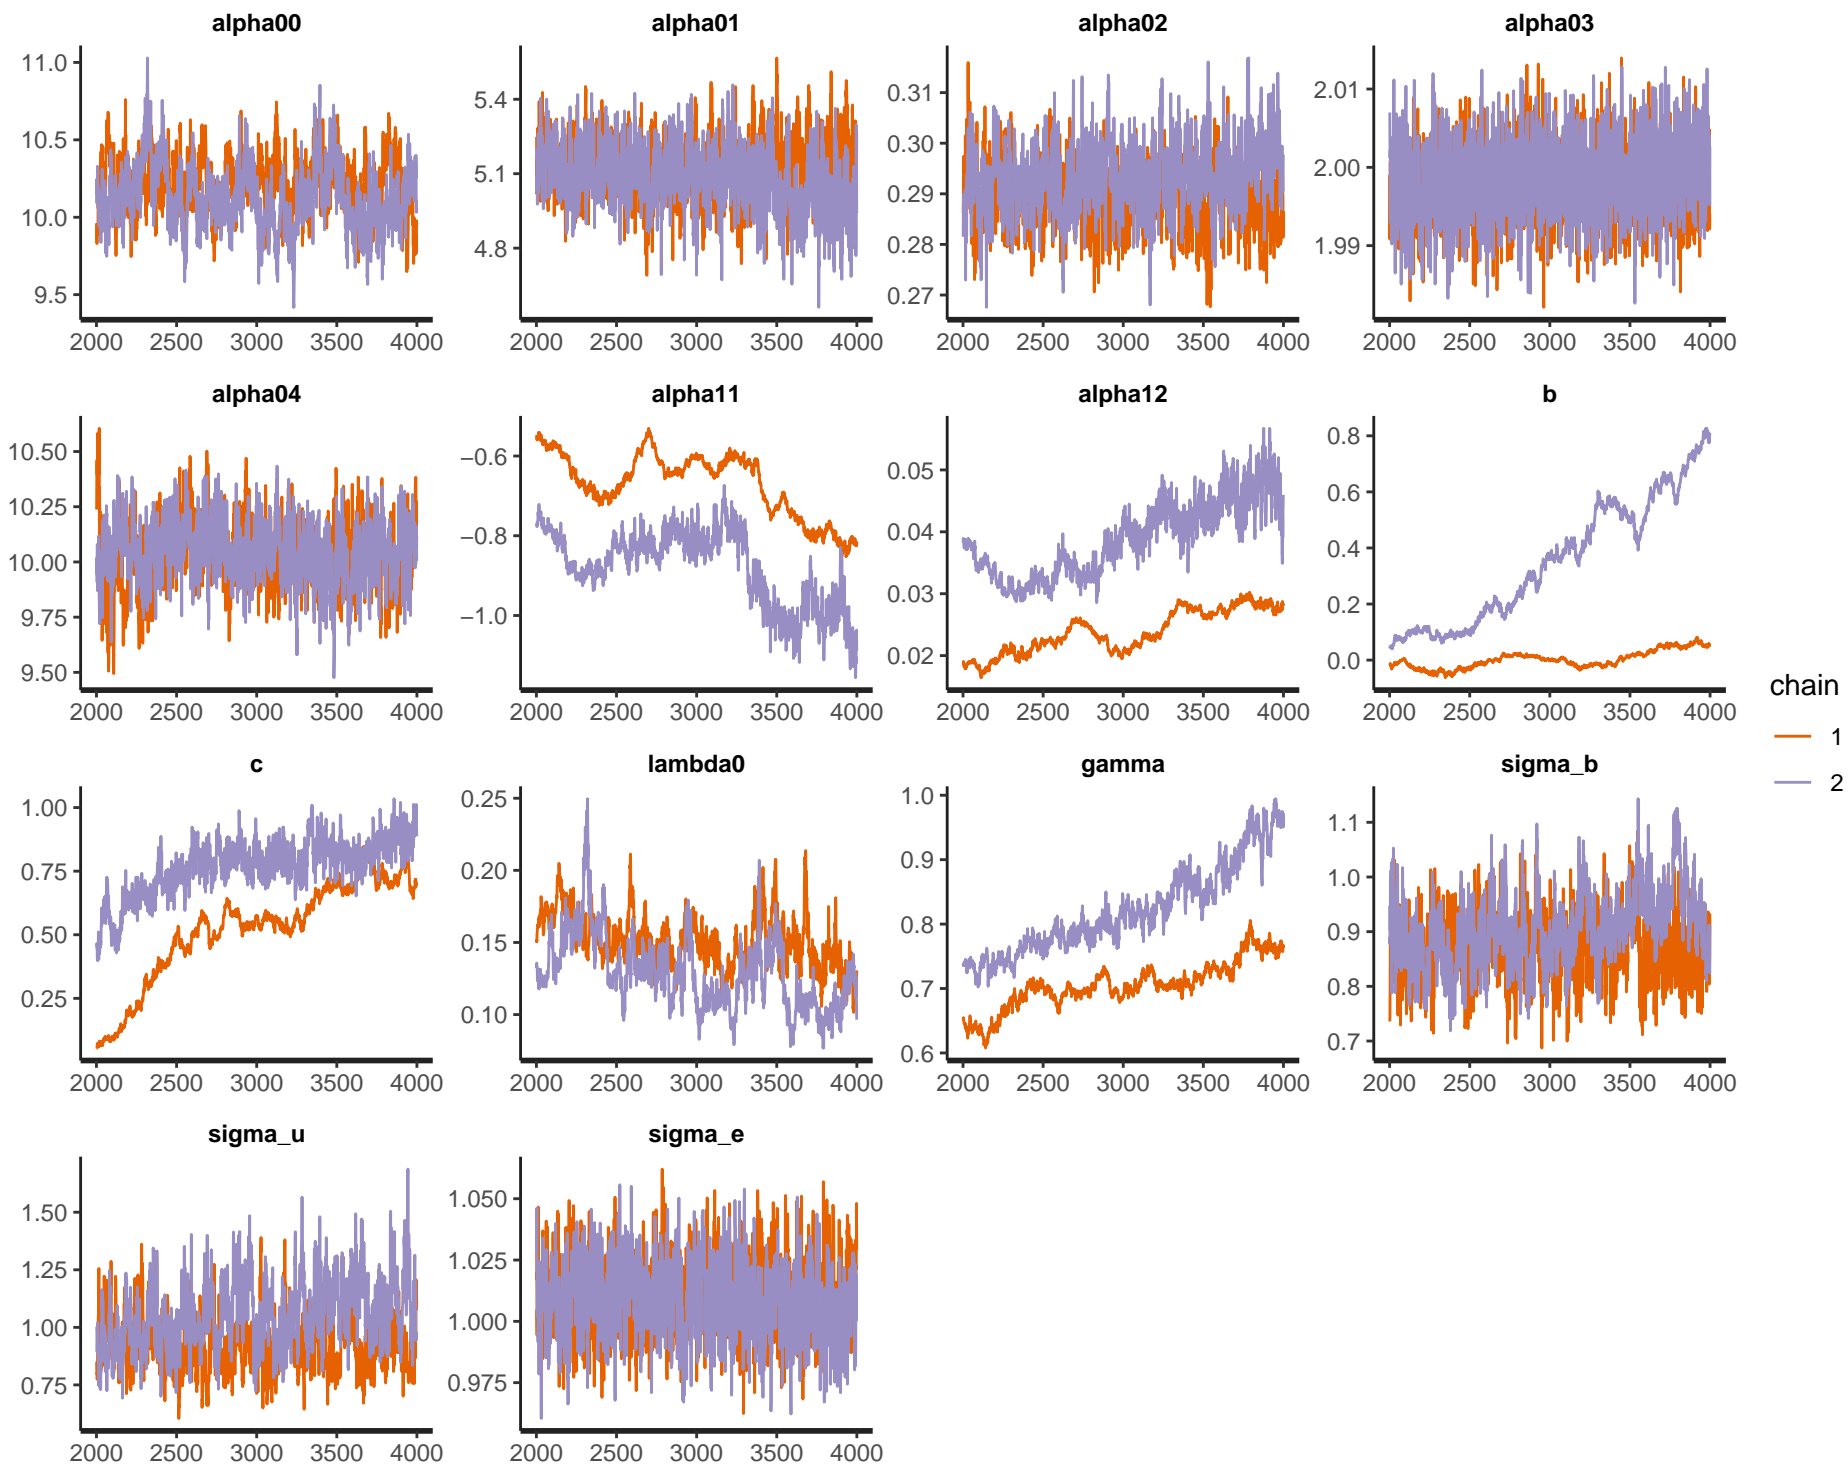 alpha00 alpha01 alpha02 alpha03
11.0 10.5 10.0 9.5
5.4 5.1 4.8
0.31 0.30 0.29 0.28 0.27
2.01 2.00 1.99
2000 2500 3000 3500 4000 2000 2500 3000 3500 4000 2000 2500 3000 3500 4000 2000 2500 3000 3500 4000
alpha04 alpha11 alpha12 b
10.50 10.25 10.00 9.75 9.50
−0.6 −0.8 −1.0
0.05 0.04 0.03 0.02
0.8 0.6 0.4 0.2 0.0
2000 2500 3000 3500 4000 2000 2500 3000 3500 4000 2000 2500 3000 3500 4000 2000 2500 3000 3500 4000
chain
1
2
c lambda0 gamma sigma_b
1.00 0.75 0.50 0.25
0.25 0.20 0.15 0.10
1.0 0.9 0.8 0.7 0.6
1.1 1.0 0.9 0.8 0.7
2000 2500 3000 3500 4000 2000 2500 3000 3500 4000 2000 2500 3000 3500 4000 2000 2500 3000 3500 4000
sigma_u sigma_e
1.50 1.25 1.00 0.75
1.050 1.025 1.000 0.975
2000 2500 3000 3500 4000 2000 2500 3000 3500 4000